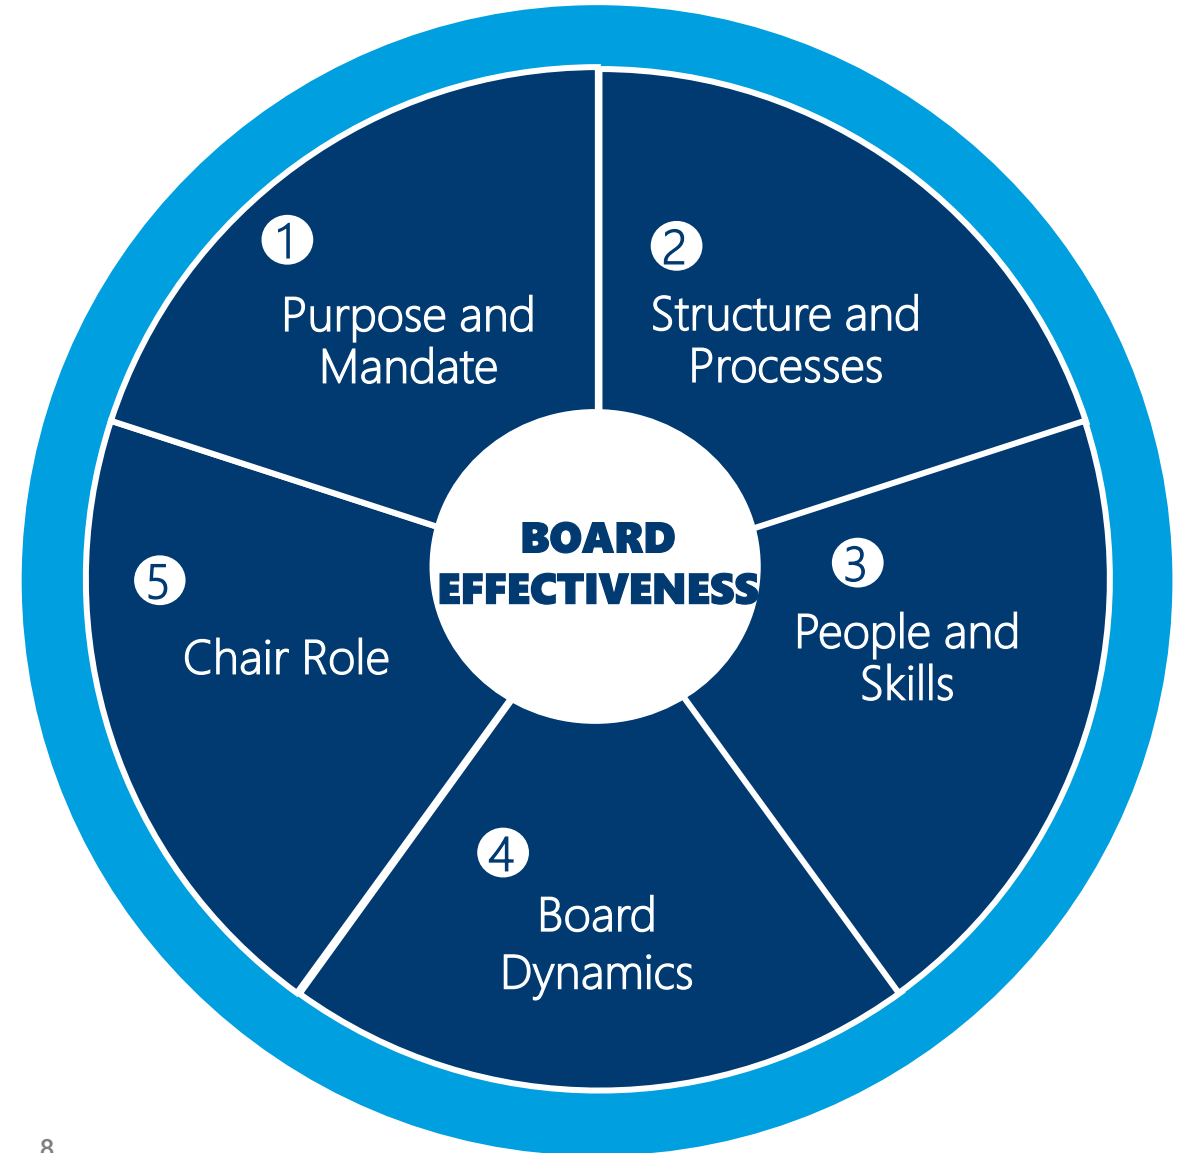 1
Purpose and
Mandate
2
Structure and
Processes
BOARD
EFFECTIVENESS
3
People and
Skills
4
Board
Dynamics
5
Chair Role
8